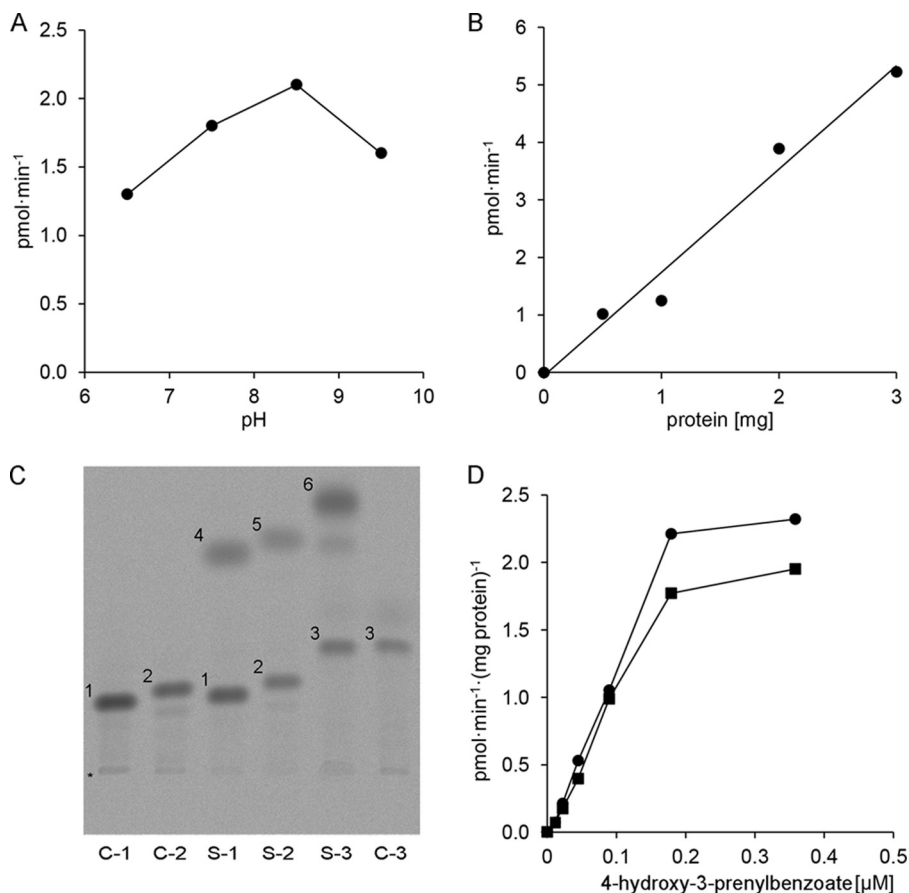 A
2.5
2.0
1.5
1.0
0.5
0.0
pmol·min⁻¹
6 7 8 9 10
pH
B
6
5
4
3
2
1
0
pmol·min⁻¹
0 1 2 3
protein [mg]
C
6
4 5
3 3
1 2 1 2
*
C-1 C-2 S-1 S-2 S-3 C-3
D
2.5
2.0
1.5
1.0
0.5
0.0
pmol·min⁻¹·(mg protein)⁻¹
0 0.1 0.2 0.3 0.4 0.5
4-hydroxy-3-prenylbenzoate [µM]